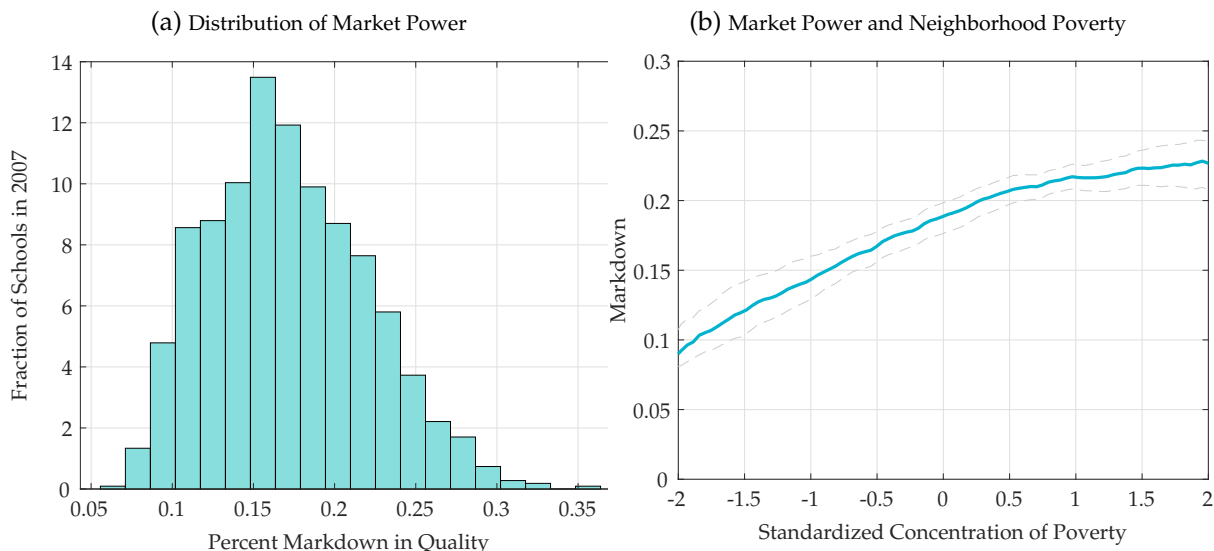 (a) Distribution of Market Power
14
12
10
8
6
4
2
0
0.05 0.1 0.15 0.2 0.25 0.3 0.35
Fraction of Schools in 2007
Percent Markdown in Quality
(b) Market Power and Neighborhood Poverty
0.3
0.25
0.2
0.15
0.1
0.05
0
-2 -1.5 -1 -0.5 0 0.5 1 1.5 2
Markdown
Standardized Concentration of Poverty